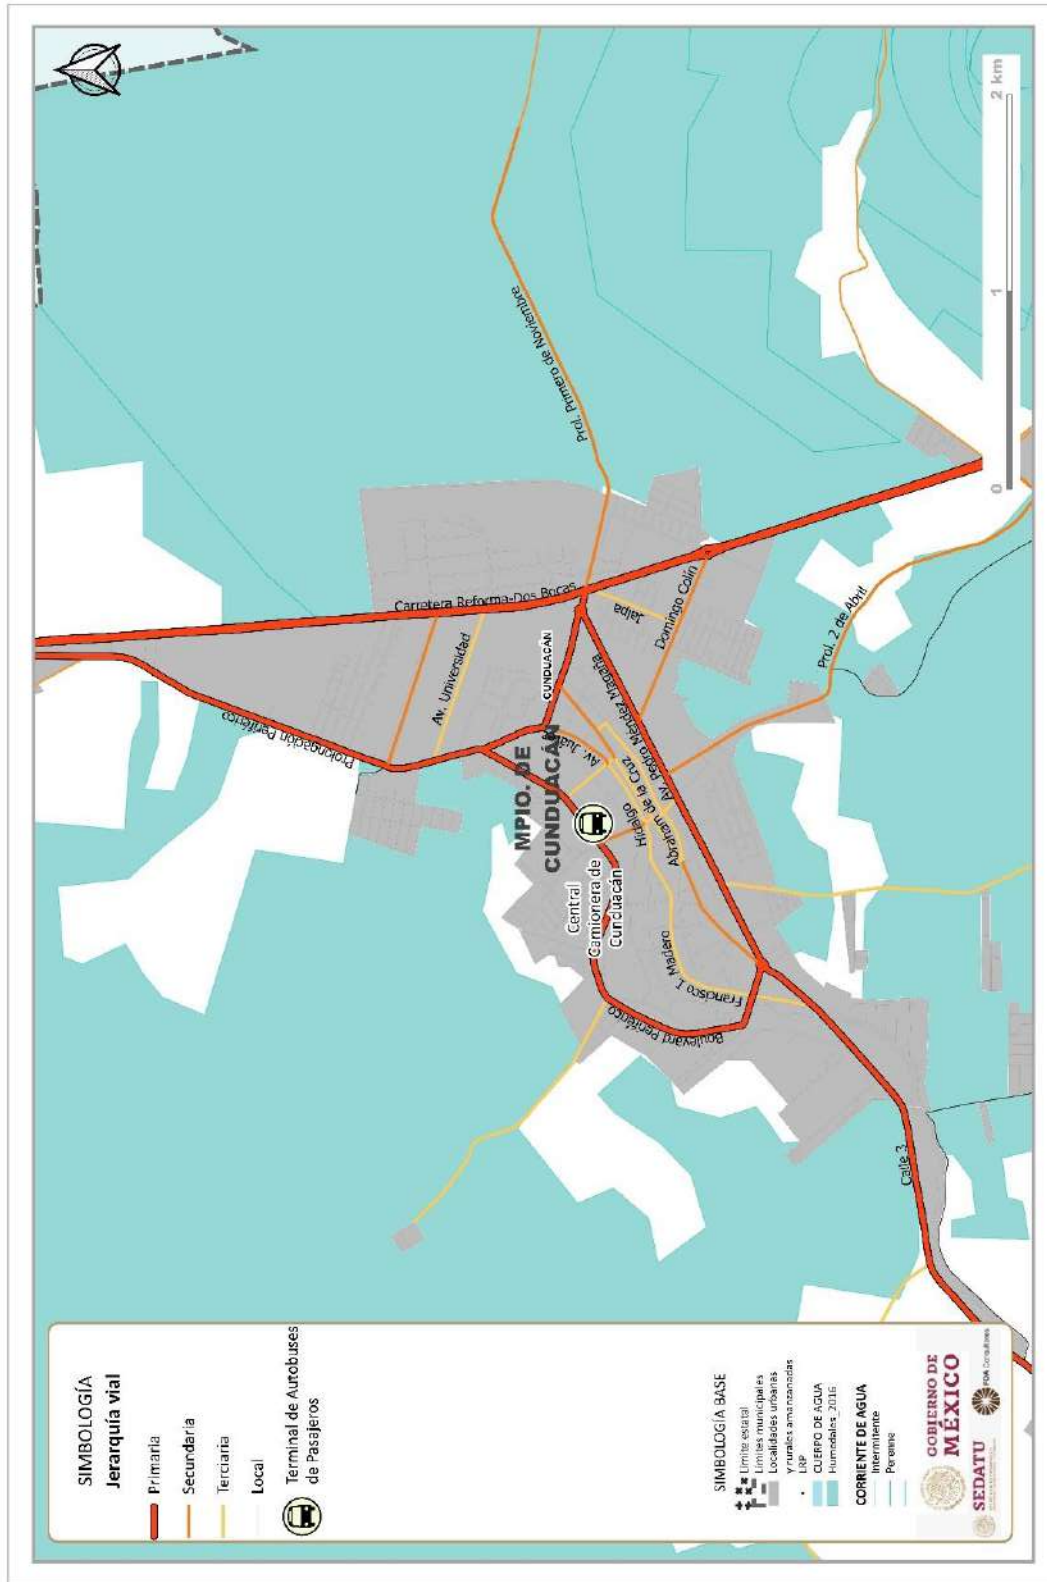 SIMBOLOGÍA
Jerarquía vial
Primaria
Secundaria
Terciaria
Local
Terminal de Autobuses
de Pasajeros
SIMBOLOGÍA BASE
Límite estatal
Límites municipales
Localidades urbanas
y rurales amanzanadas
LRP
CUERPO DE AGUA
Humedales_2016
CORRIENTE DE AGUA
Intermitente
Perenne
SEDATU
GOBIERNO DE
MÉXICO
POA Consultores
Calle 3
Boulevard Periférico
Francisco I. Madero
Central
Camionera de
Cunduacán
MPIO. DE
CUNDUACÁN
Hidalgo
Abraham de la Cruz
Av. Pedro Méndez Magaña
CUNDUACÁN
Prolongación Periférico
Av. Universidad
Carretera Reforma-Dos Bocas
Jalpa
Domingo Colín
Prol. 2 de Abril
Prol. Primero de Noviembre
0
1
2 km